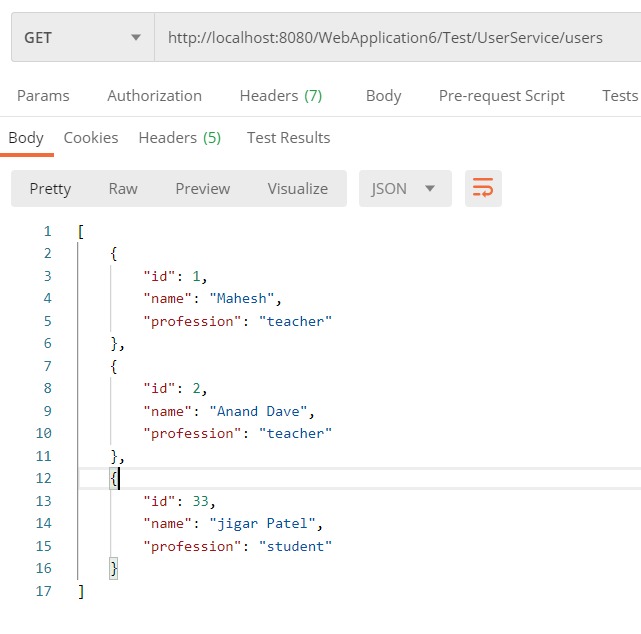 GET http://localhost:8080/WebApplication6/Test/UserService/users
Params Authorization Headers (7) Body Pre-request Script Tests
Body Cookies Headers (5) Test Results
Pretty Raw Preview Visualize JSON
1 [
2 {
3 "id": 1,
4 "name": "Mahesh",
5 "profession": "teacher"
6 },
7 {
8 "id": 2,
9 "name": "Anand Dave",
10 "profession": "teacher"
11 },
12 {
13 "id": 33,
14 "name": "jigar Patel",
15 "profession": "student"
16 }
17 ]